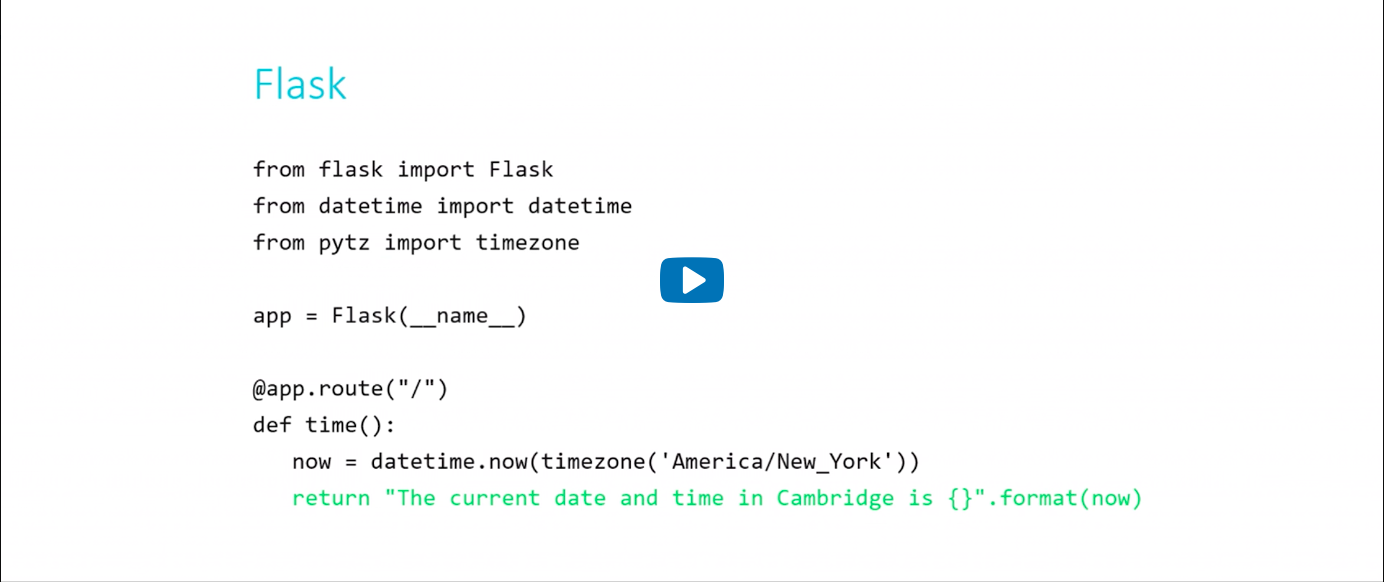 Flask
from flask import Flask
from datetime import datetime
from pytz import timezone
app = Flask(__name__)
@app.route("/")
def time():
   now = datetime.now(timezone('America/New_York'))
   return "The current date and time in Cambridge is {}".format(now)